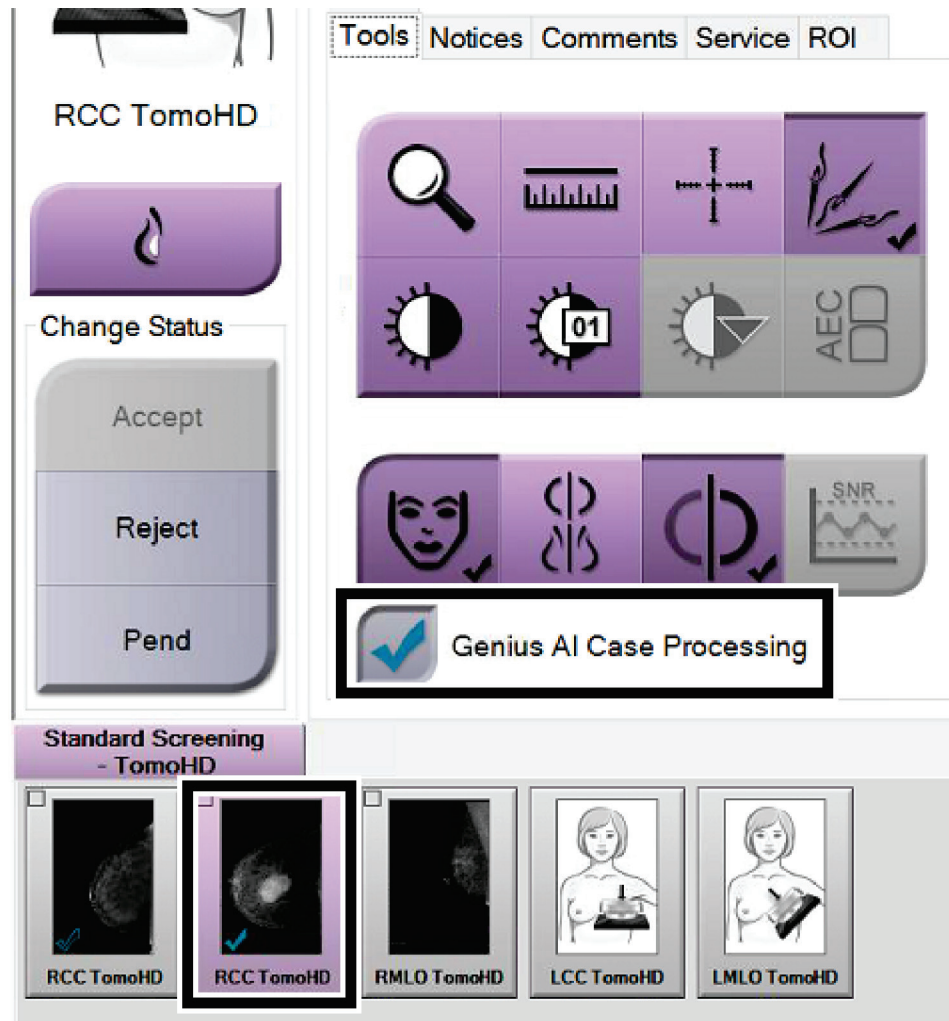 RCC TomoHD
Change Status
Accept
Reject
Pend
Tools Notices Comments Service ROI
01
AEC
SNR
Genius AI Case Processing
Standard Screening
- TomoHD
RCC TomoHD
RCC TomoHD
RMLO TomoHD
LCC TomoHD
LMLO TomoHD